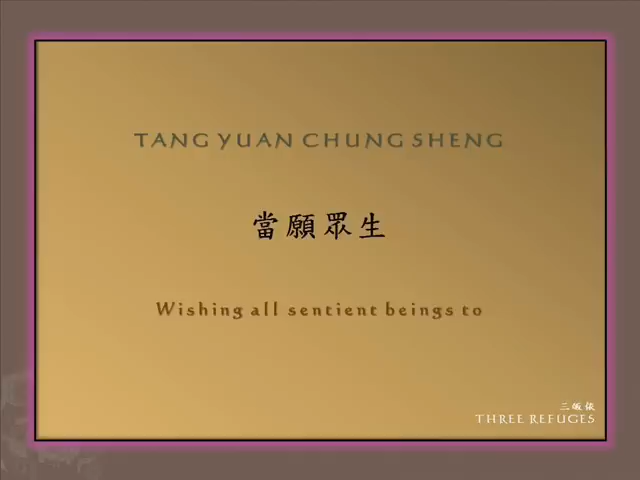 TANG YUAN CHUNG SHENG
當願眾生
Wishing all sentient beings to
三皈依
THREE REFUGES